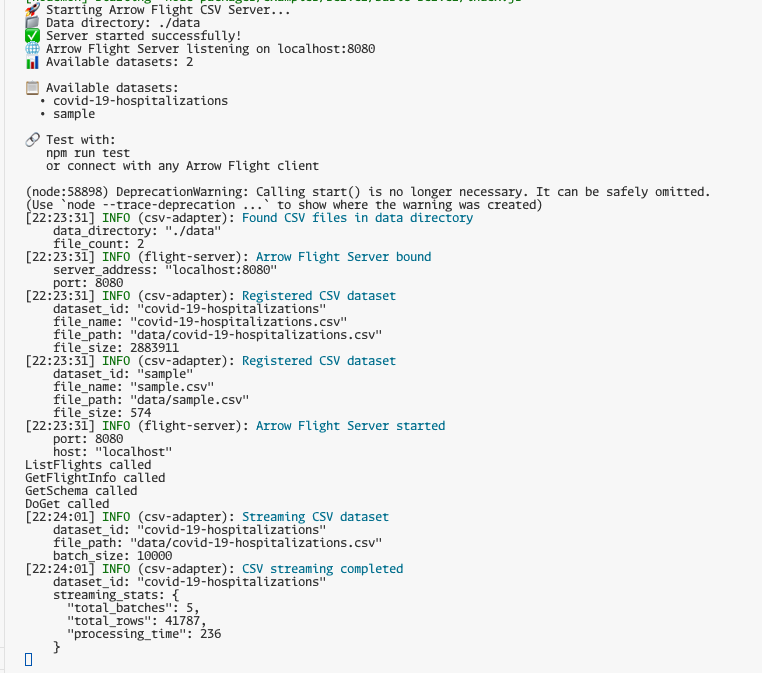 🚀 Starting Arrow Flight CSV Server...
📁 Data directory: ./data
✅ Server started successfully!
🌐 Arrow Flight Server listening on localhost:8080
📊 Available datasets: 2
📋 Available datasets:
• covid-19-hospitalizations
• sample
🔗 Test with:
npm run test
or connect with any Arrow Flight client
(node:58898) DeprecationWarning: Calling start() is no longer necessary. It can be safely omitted.
(Use `node --trace-deprecation ...` to show where the warning was created)
[22:23:31] INFO (csv-adapter): Found CSV files in data directory
data_directory: "./data"
file_count: 2
[22:23:31] INFO (flight-server): Arrow Flight Server bound
server_address: "localhost:8080"
port: 8080
[22:23:31] INFO (csv-adapter): Registered CSV dataset
dataset_id: "covid-19-hospitalizations"
file_name: "covid-19-hospitalizations.csv"
file_path: "data/covid-19-hospitalizations.csv"
file_size: 2883911
[22:23:31] INFO (csv-adapter): Registered CSV dataset
dataset_id: "sample"
file_name: "sample.csv"
file_path: "data/sample.csv"
file_size: 574
[22:23:31] INFO (flight-server): Arrow Flight Server started
port: 8080
host: "localhost"
ListFlights called
GetFlightInfo called
GetSchema called
DoGet called
[22:24:01] INFO (csv-adapter): Streaming CSV dataset
dataset_id: "covid-19-hospitalizations"
file_path: "data/covid-19-hospitalizations.csv"
batch_size: 10000
[22:24:01] INFO (csv-adapter): CSV streaming completed
dataset_id: "covid-19-hospitalizations"
streaming_stats: {
"total_batches": 5,
"total_rows": 41787,
"processing_time": 236
}